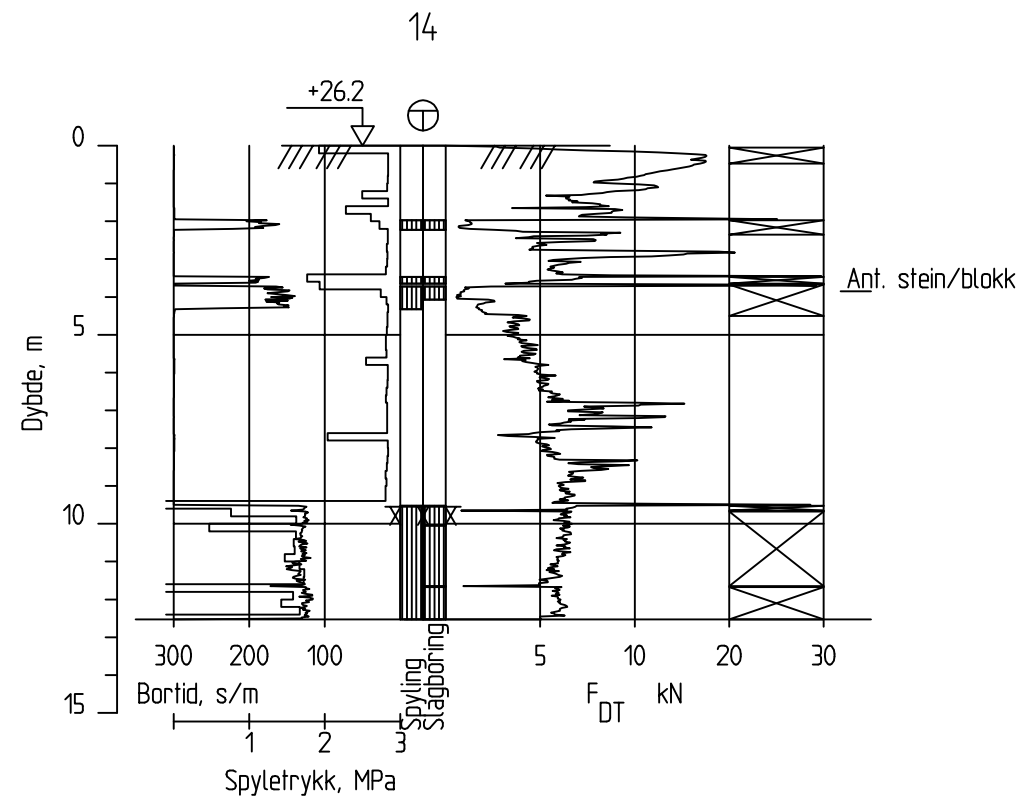 14
+26.2
0
Ant. stein/blokk
5
Dybde, m
10
15
300 200 100 5 10 20 30
Bortid, s/m
Spyling
Slagboring
F DT kN
1 2 3
Spyletrykk, MPa